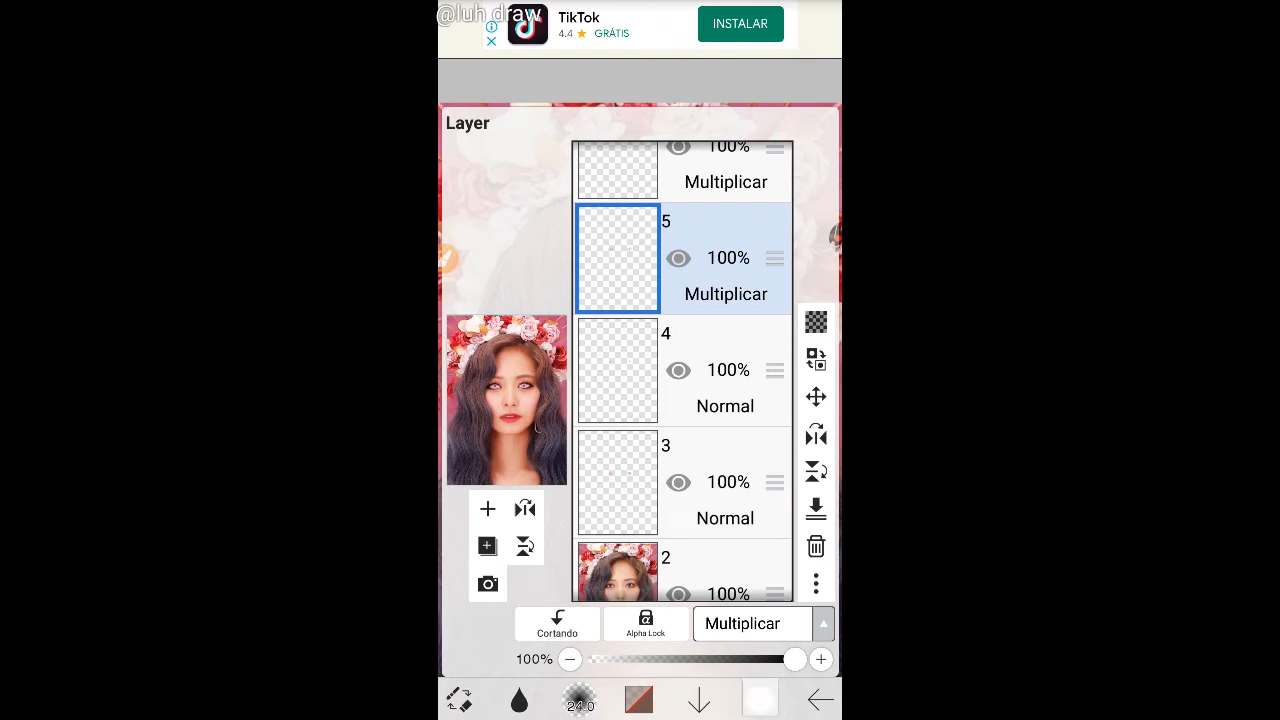 @luh draw
TikTok
4.4 ★ GRÁTIS
INSTALAR
Layer
100%
Multiplicar
5
100%
Multiplicar
4
100%
Normal
3
100%
Normal
2
100%
Cortando
Alpha Lock
Multiplicar
100%
24.0